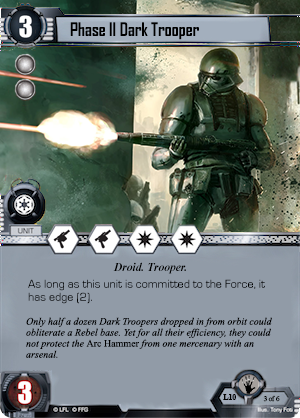 3
Phase II Dark Trooper
UNIT
Droid. Trooper.
As long as this unit is committed to the Force, it
has edge (2).
Only half a dozen Dark Troopers dropped in from orbit could
obliterate a Rebel base. Yet for all their efficiency, they could
not protect the Arc Hammer from one mercenary with an
arsenal.
3
© LFL © FFG
L10
3 of 6
Illus. Tony Foti